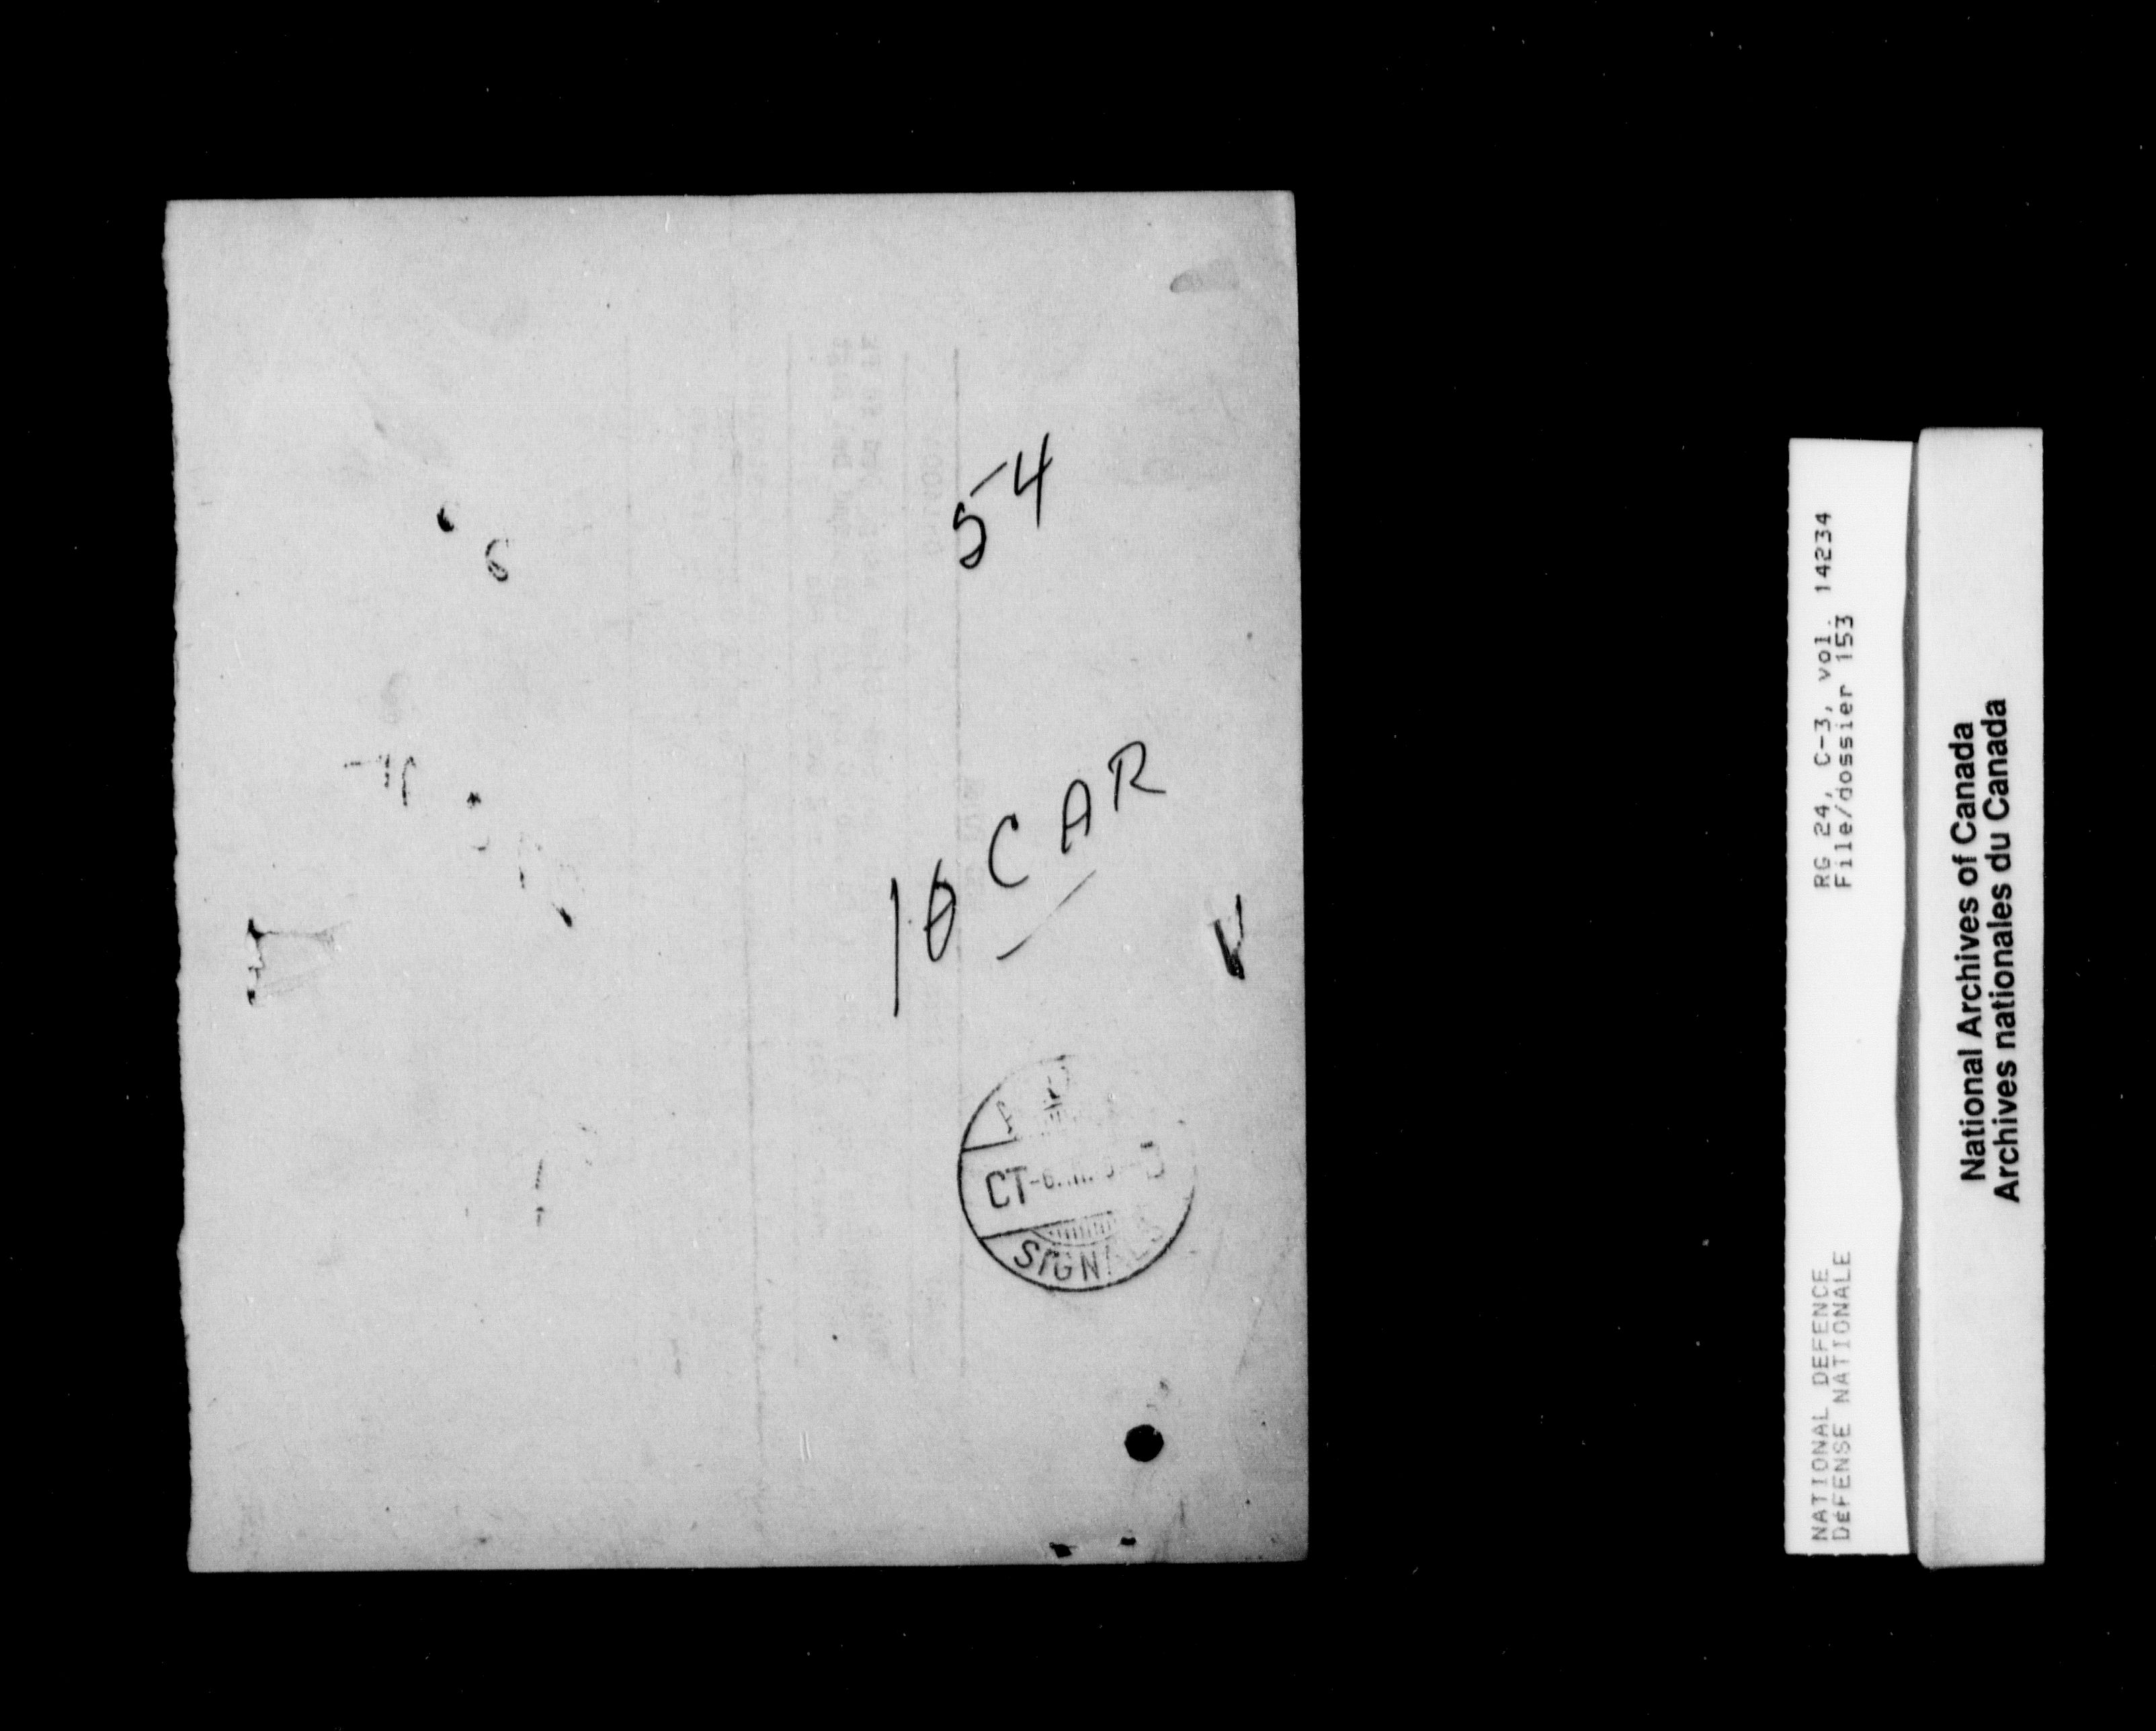 54
10 CAR
CT
SIGN
RG 24, C-3, vol. 14234
File/dossier 153
NATIONAL DEFENCE
DéFENSE NATIONALE
National Archives of Canada
Archives nationales du Canada